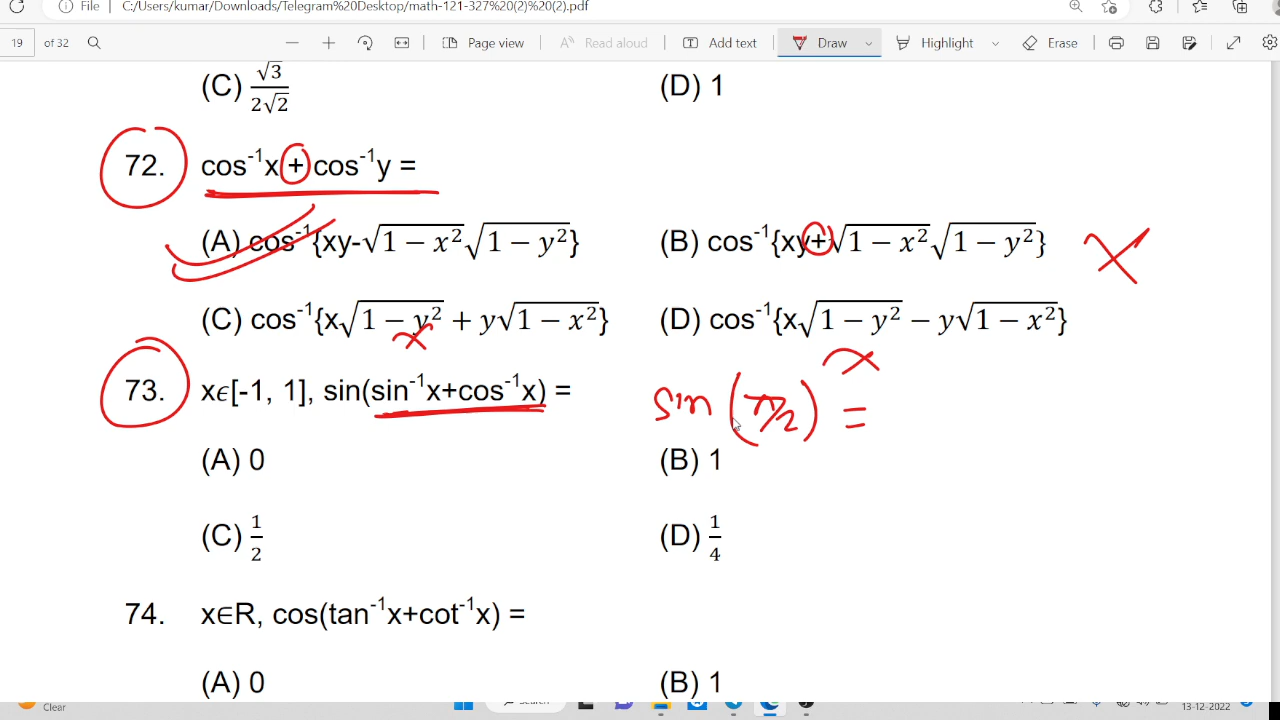 File | C:/Users/kumar/Downloads/Telegram%20Desktop/math-121-327%20(2)%20(2).pdf
19 of 32 Page view Read aloud Add text Draw Highlight Erase
(C) √3/2√2 (D) 1
72. cos⁻¹x + cos⁻¹y =
(A) cos⁻¹{xy-√1 − x²√1 − y²} (B) cos⁻¹{xy+√1 − x²√1 − y²}
(C) cos⁻¹{x√1 − y² + y√1 − x²} (D) cos⁻¹{x√1 − y² − y√1 − x²}
73. xϵ[-1, 1], sin(sin⁻¹x+cos⁻¹x) = sin (π/2) =
(A) 0 (B) 1
(C) 1/2 (D) 1/4
74. x∈R, cos(tan⁻¹x+cot⁻¹x) =
(A) 0 (B) 1
Clear 13-12-2022